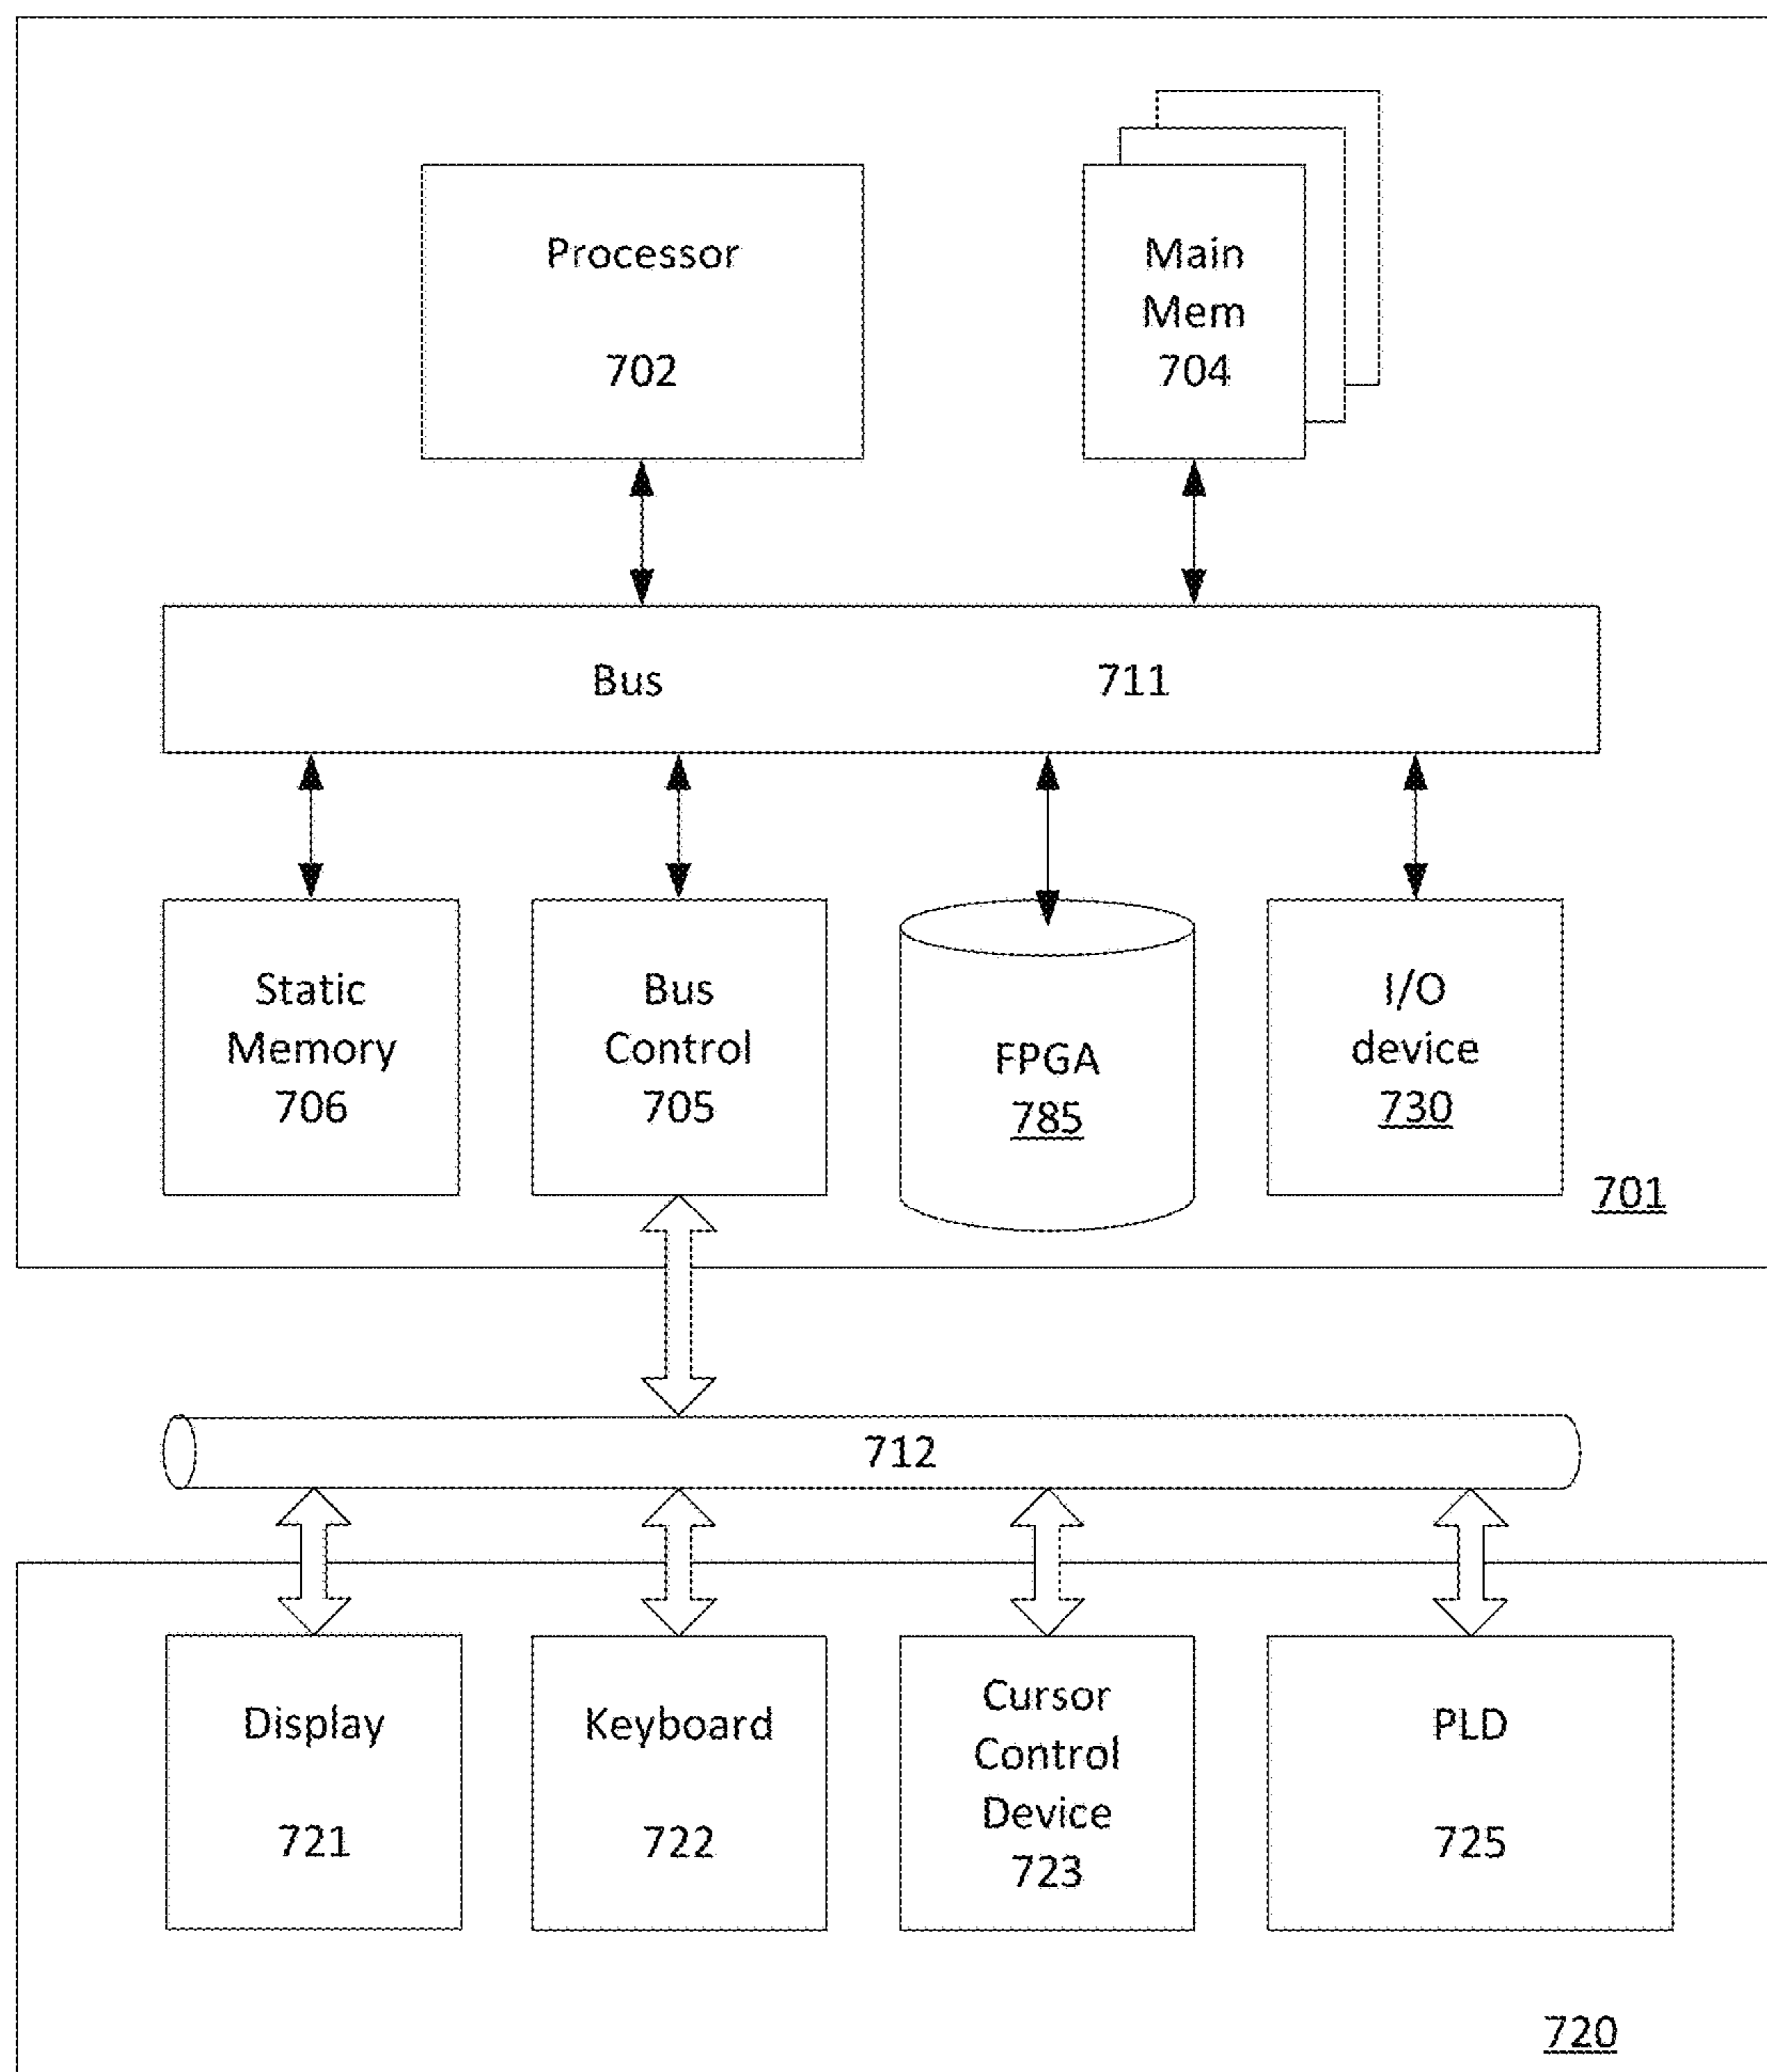 Processor
702
Main
Mem
704
Bus 711
Static
Memory
706
Bus
Control
705
FPGA
785
I/O
device
730
701
712
Display
721
Keyboard
722
Cursor
Control
Device
723
PLD
725
720